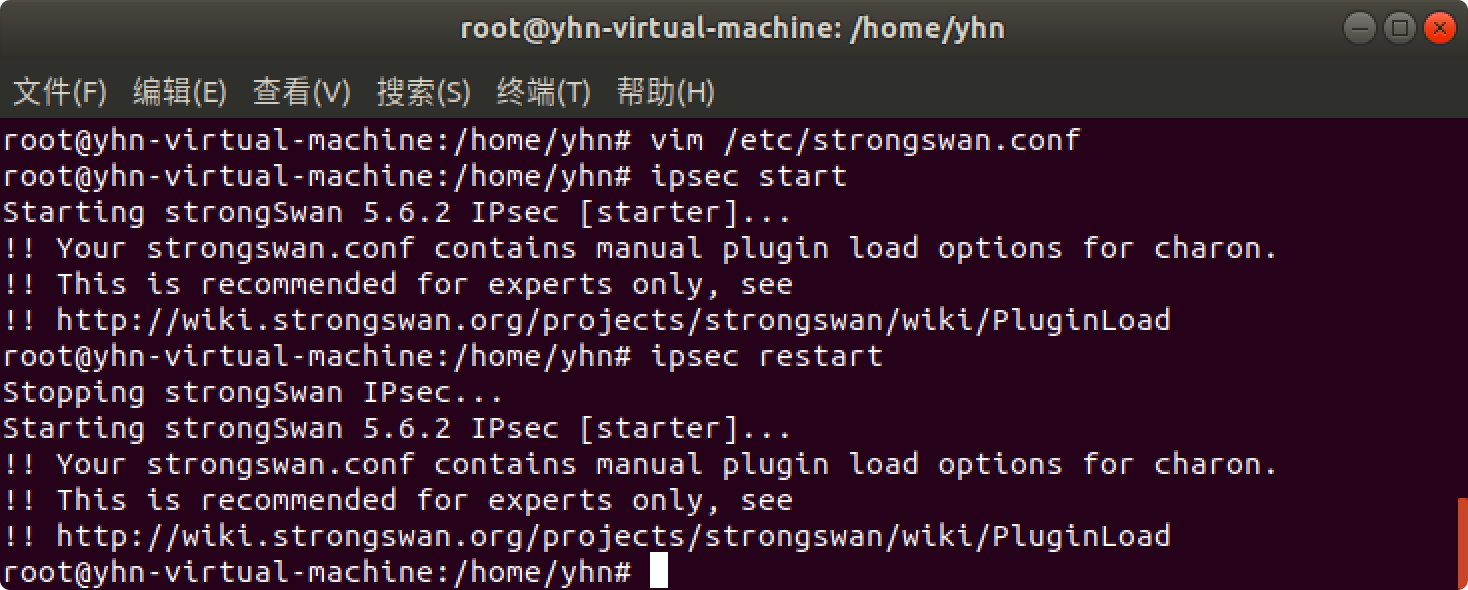 root@yhn-virtual-machine: /home/yhn
文件(F) 编辑(E) 查看(V) 搜索(S) 终端(T) 帮助(H)
root@yhn-virtual-machine:/home/yhn# vim /etc/strongswan.conf
root@yhn-virtual-machine:/home/yhn# ipsec start
Starting strongSwan 5.6.2 IPsec [starter]...
!! Your strongswan.conf contains manual plugin load options for charon.
!! This is recommended for experts only, see
!! http://wiki.strongswan.org/projects/strongswan/wiki/PluginLoad
root@yhn-virtual-machine:/home/yhn# ipsec restart
Stopping strongSwan IPsec...
Starting strongSwan 5.6.2 IPsec [starter]...
!! Your strongswan.conf contains manual plugin load options for charon.
!! This is recommended for experts only, see
!! http://wiki.strongswan.org/projects/strongswan/wiki/PluginLoad
root@yhn-virtual-machine:/home/yhn#